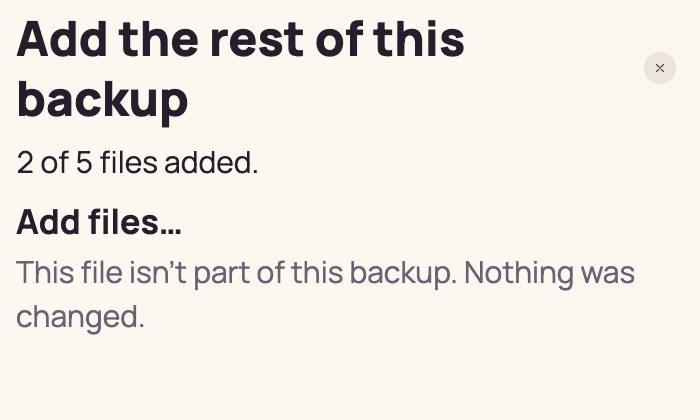 Add the rest of this
backup
2 of 5 files added.
Add files…
This file isn’t part of this backup. Nothing was
changed.